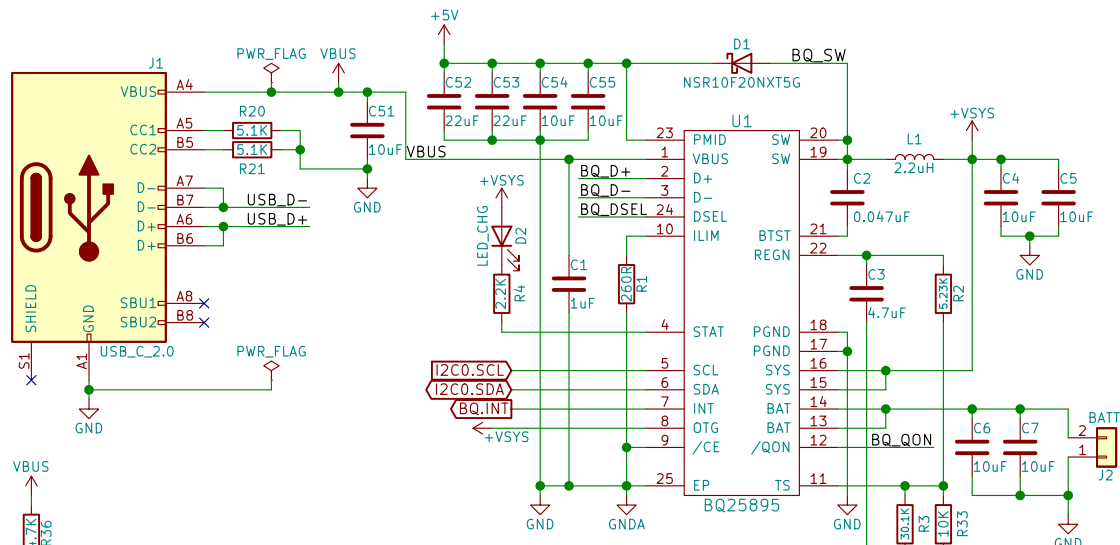 J1
VBUS A4
CC1 A5
CC2 B5
D- A7
D- B7
D+ A6
D+ B6
SBU1 A8
SBU2 B8
SHIELD
GND
S1
A1
USB_C_2.0
PWR_FLAG
VBUS
R20
5.1K
5.1K
R21
C51
10uF
VBUS
GND
USB_D-
USB_D+
PWR_FLAG
GND
VBUS
4.7K
R36
+5V
C52
22uF
C53
22uF
C54
10uF
C55
10uF
D1
NSR10F20NXT5G
BQ_SW
+VSYS
LED_CHG
D2
2.2K
R4
C1
1uF
260R
R1
BQ_D+
BQ_D-
BQ_DSEL
I2C0.SCL
I2C0.SDA
BQ.INT
+VSYS
GND
GNDA
U1
23 PMID
1 VBUS
2 D+
3 D-
24 DSEL
10 ILIM
4 STAT
5 SCL
6 SDA
7 INT
8 OTG
9 /CE
25 EP
SW 20
SW 19
BTST 21
REGN 22
PGND 18
PGND 17
SYS 16
SYS 15
BAT 14
BAT 13
/QON 12
TS 11
BQ25895
L1
2.2uH
+VSYS
C2
0.047uF
C4
10uF
C5
10uF
GND
C3
4.7uF
5.23K
R2
BQ_QON
C6
10uF
C7
10uF
BATT
2
1
J2
GND
30.1K
R3
10K
R33
GND